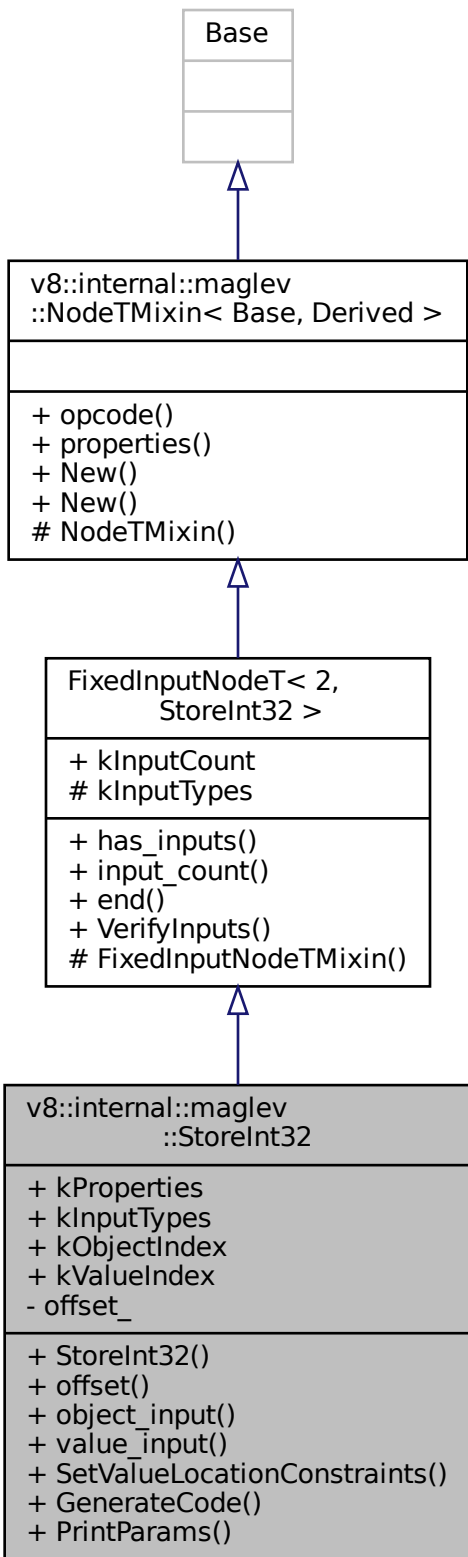 Base
v8::internal::maglev
::NodeTMixin< Base, Derived >
+ opcode()
+ properties()
+ New()
+ New()
# NodeTMixin()
FixedInputNodeT< 2,
StoreInt32 >
+ kInputCount
# kInputTypes
+ has_inputs()
+ input_count()
+ end()
+ VerifyInputs()
# FixedInputNodeTMixin()
v8::internal::maglev
::StoreInt32
+ kProperties
+ kInputTypes
+ kObjectIndex
+ kValueIndex
- offset_
+ StoreInt32()
+ offset()
+ object_input()
+ value_input()
+ SetValueLocationConstraints()
+ GenerateCode()
+ PrintParams()